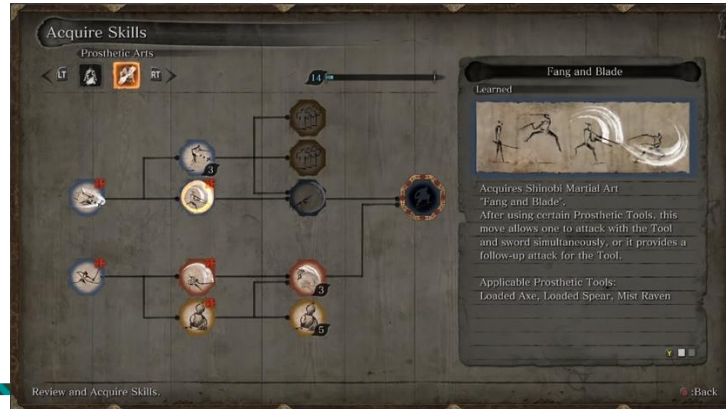 Acquire Skills
Prosthetic Arts
LT
RT
14
3
3
5
Fang and Blade
Learned
Acquires Shinobi Martial Art
"Fang and Blade".
After using certain Prosthetic Tools, this
move allows one to attack with the Tool
and sword simultaneously, or it provides a
follow-up attack for the Tool.
Applicable Prosthetic Tools:
Loaded Axe, Loaded Spear, Mist Raven
Y
Review and Acquire Skills.
:Back